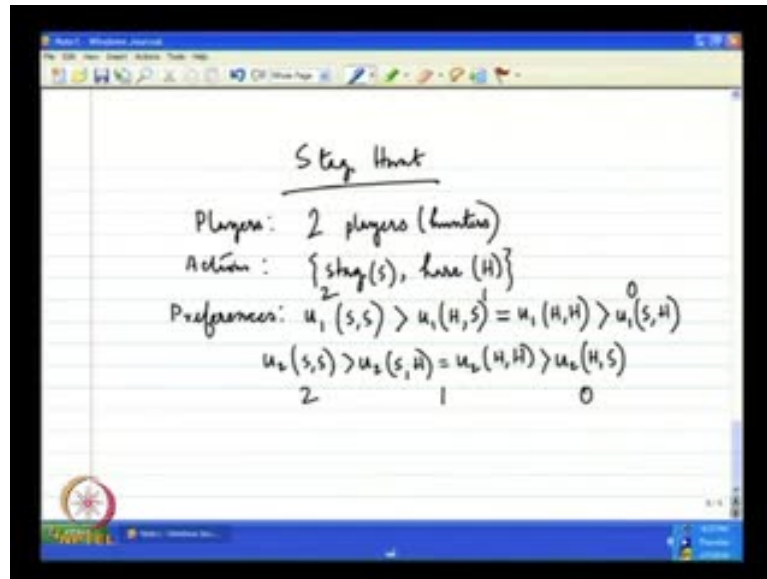 Stag Hunt
Players: 2 players (hunters)
Action: {stag(S), hare (H)}
2 1 0
Preferences: u₁(S,S) > u₁(H,S) = u₁(H,H) > u₁(S,H)
u₂(S,S) > u₂(S,H) = u₂(H,H) > u₂(H,S)
2 1 0
NPTEL